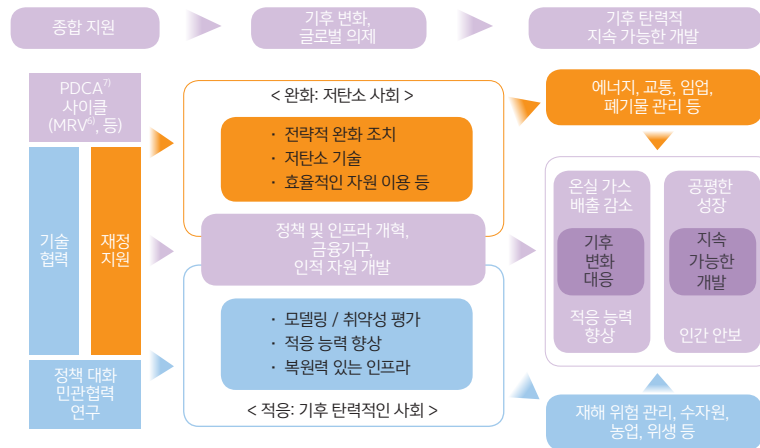 종합 지원
기후 변화,
글로벌 의제
기후 탄력적
지속 가능한 개발
PDCA7)
사이클
(MRV8), 등)
기술
협력
재정
지원
정책 대화
민관협력
연구
< 완화: 저탄소 사회 >
· 전략적 완화 조치
· 저탄소 기술
· 효율적인 자원 이용 등
정책 및 인프라 개혁,
금융기구,
인적 자원 개발
· 모델링 / 취약성 평가
· 적응 능력 향상
· 복원력 있는 인프라
< 적응: 기후 탄력적인 사회 >
에너지, 교통, 임업,
폐기물 관리 등
온실 가스
배출 감소
기후
변화
대응
적응 능력
향상
공평한
성장
지속
가능한
개발
인간 안보
재해 위험 관리, 수자원,
농업, 위생 등